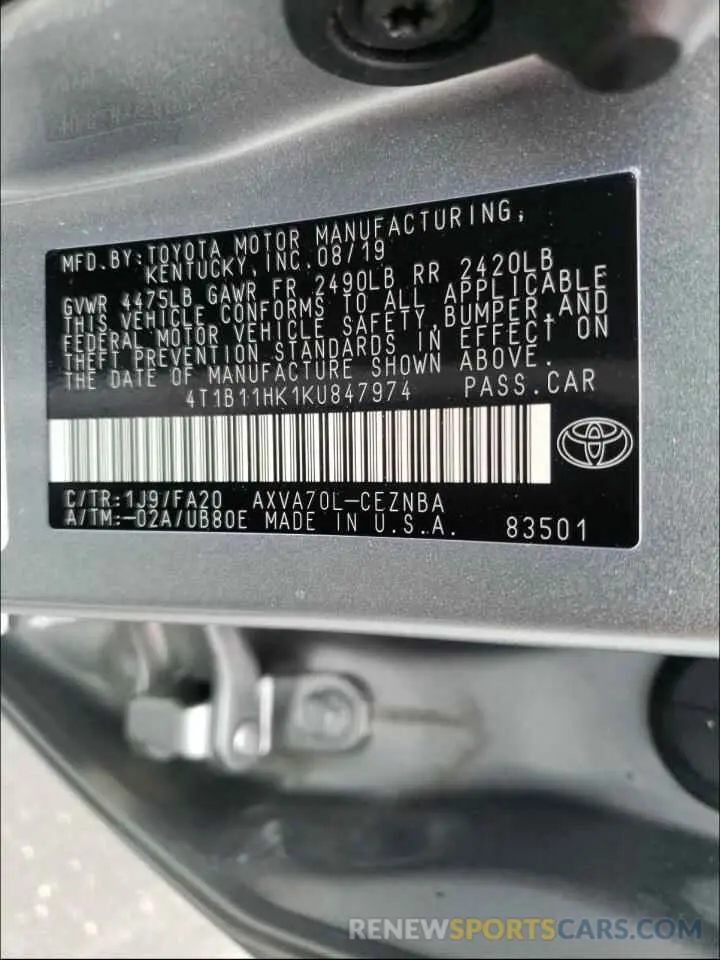 MFD.BY:TOYOTA MOTOR MANUFACTURING,
KENTUCKY,INC.08/19
GVWR 4475LB GAWR FR 2490LB RR 2420LB
THIS VEHICLE CONFORMS TO ALL APPLICABLE
FEDERAL MOTOR VEHICLE SAFETY,BUMPER,AND
THEFT PREVENTION STANDARDS IN EFFECT ON
THE DATE OF MANUFACTURE SHOWN ABOVE.
4T1B11HK1KU847974 PASS.CAR
C/TR:1J9/FA20 AXVA70L-CEZNBA
A/TM:-02A/UB80E MADE IN U.S.A. 83501
RENEWSPORTSCARS.COM